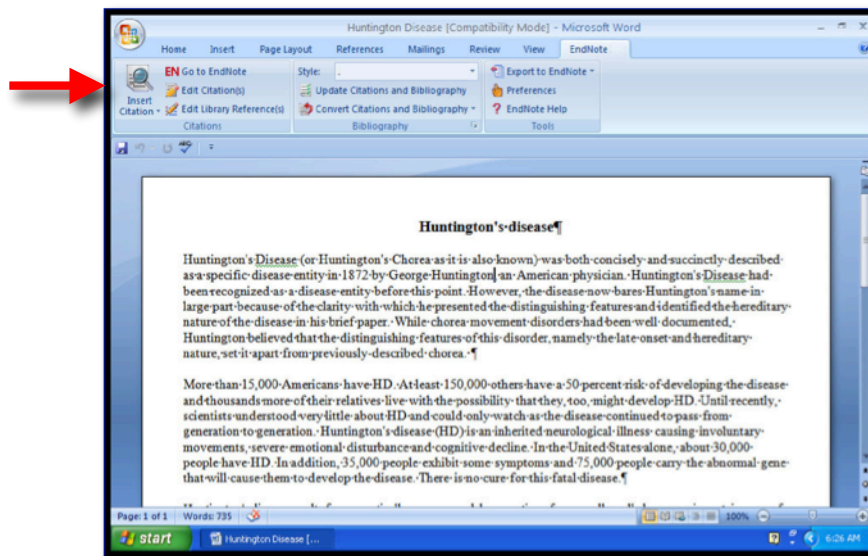 Huntington Disease [Compatibility Mode] - Microsoft Word
Home Insert Page Layout References Mailings Review View EndNote
Insert Citation
EN Go to EndNote
Edit Citation(s)
Edit Library Reference(s)
Citations
Style:
Update Citations and Bibliography
Convert Citations and Bibliography
Bibliography
Export to EndNote
Preferences
? EndNote Help
Tools
Huntington's·disease¶
Huntington's·Disease·(or·Huntington's·Chorea·as·it·is·also·known)·was·both·concisely·and·succinctly·described·
as·a·specific·disease·entity·in·1872·by·George·Huntington·an·American·physician.·Huntington's·Disease·had·
been·recognized·as·a·disease·entity·before·this·point.·However,·the·disease·now·bares·Huntington's·name·in·
large·part·because·of·the·clarity·with·which·he·presented·the·distinguishing·features·and·identified·the·hereditary·
nature·of·the·disease·in·his·brief·paper.·While·chorea·movement·disorders·had·been·well·documented,·
Huntington·believed·that·the·distinguishing·features·of·this·disorder,·namely·the·late·onset·and·hereditary·
nature,·set·it·apart·from·previously·described·chorea.·¶
More·than·15,000·Americans·have·HD.·At·least·150,000·others·have·a·50·percent·risk·of·developing·the·disease·
and·thousands·more·of·their·relatives·live·with·the·possibility·that·they,·too,·might·develop·HD.·Until·recently,·
scientists·understood·very·little·about·HD·and·could·only·watch·as·the·disease·continued·to·pass·from·
generation·to·generation.·Huntington's·disease·(HD)·is·an·inherited·neurological·illness·causing·involuntary·
movements,·severe·emotional·disturbance·and·cognitive·decline.·In·the·United·States·alone,·about·30,000·
people·have·HD.·In·addition,·35,000·people·exhibit·some·symptoms·and·75,000·people·carry·the·abnormal·gene·
that·will·cause·them·to·develop·the·disease.·There·is·no·cure·for·this·fatal·disease.¶
Page: 1 of 1 Words: 735 100%
start Huntington Disease [... 6:26 AM